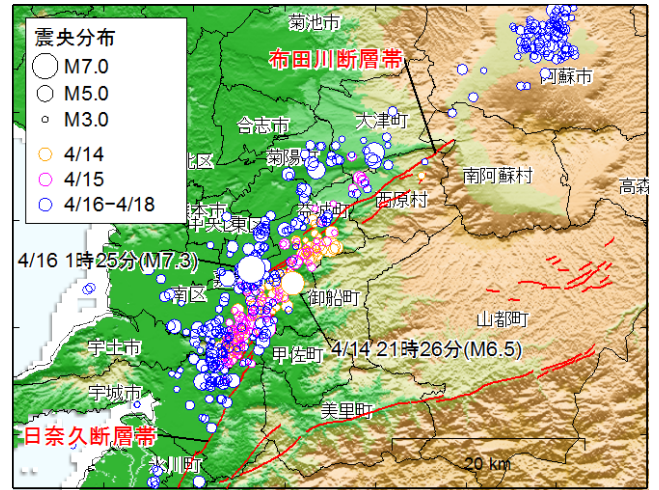 震央分布
M7.0
M5.0
M3.0
4/14
4/15
4/16-4/18
菊池市
布田川断層帯
阿蘇市
大津町
合志市
菊陽
北区
南阿蘇村
高森
西原村
益城町
中央区
東区
4/16 1時25分(M7.3)
南区
御船町
山都町
4/14 21時26分(M6.5)
宇土市
甲佐町
宇城市
美里町
日奈久断層帯
氷川町
20 km